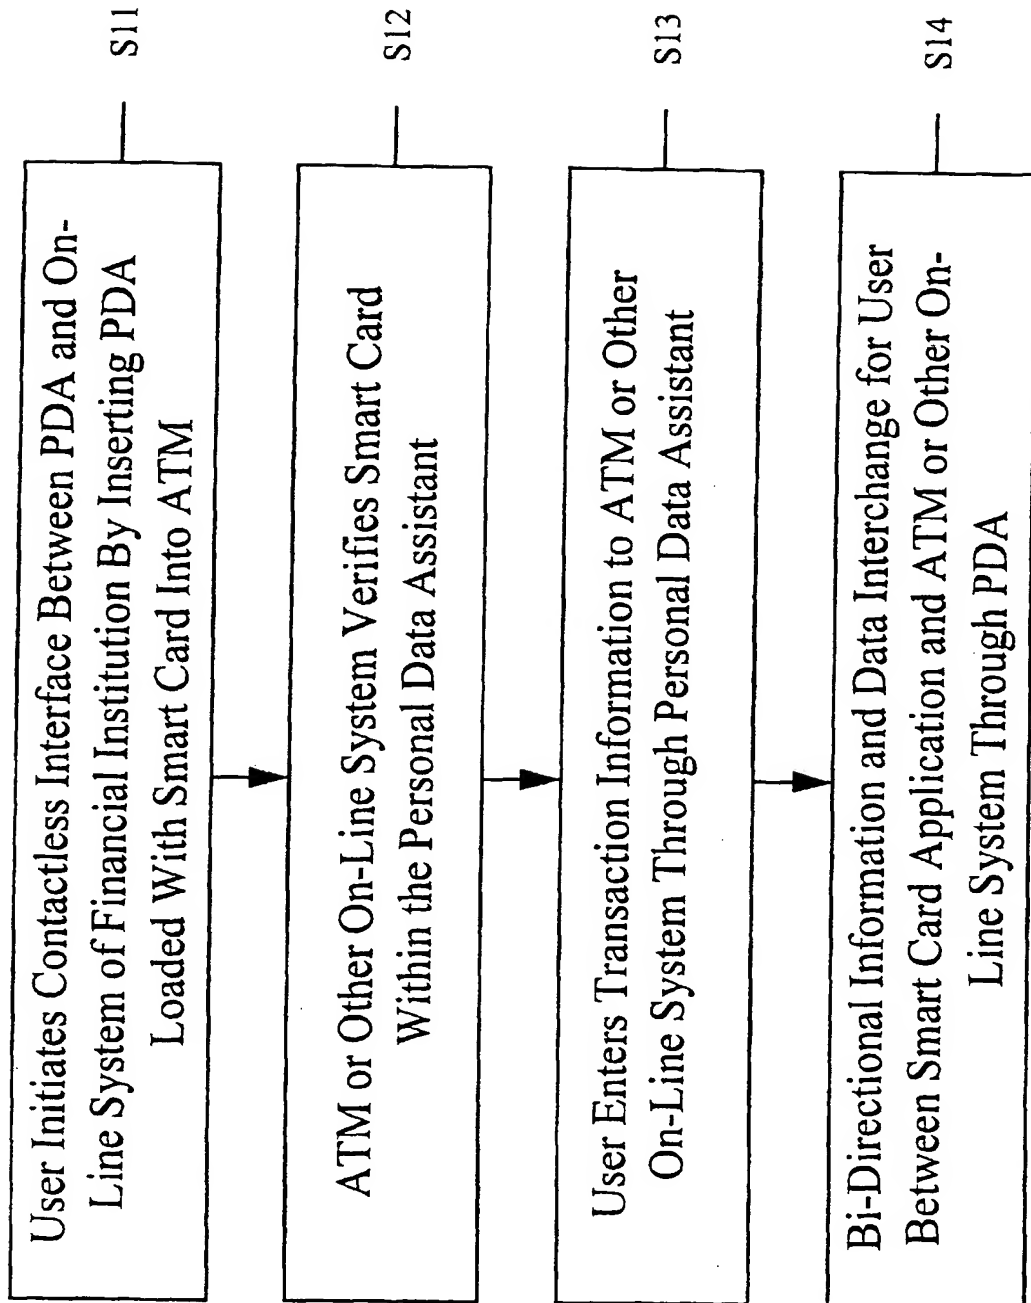 User Initiates Contactless Interface Between PDA and On-
Line System of Financial Institution By Inserting PDA
Loaded With Smart Card Into ATM
S11
ATM or Other On-Line System Verifies Smart Card
Within the Personal Data Assistant
S12
User Enters Transaction Information to ATM or Other
On-Line System Through Personal Data Assistant
S13
Bi-Directional Information and Data Interchange for User
Between Smart Card Application and ATM or Other On-
Line System Through PDA
S14